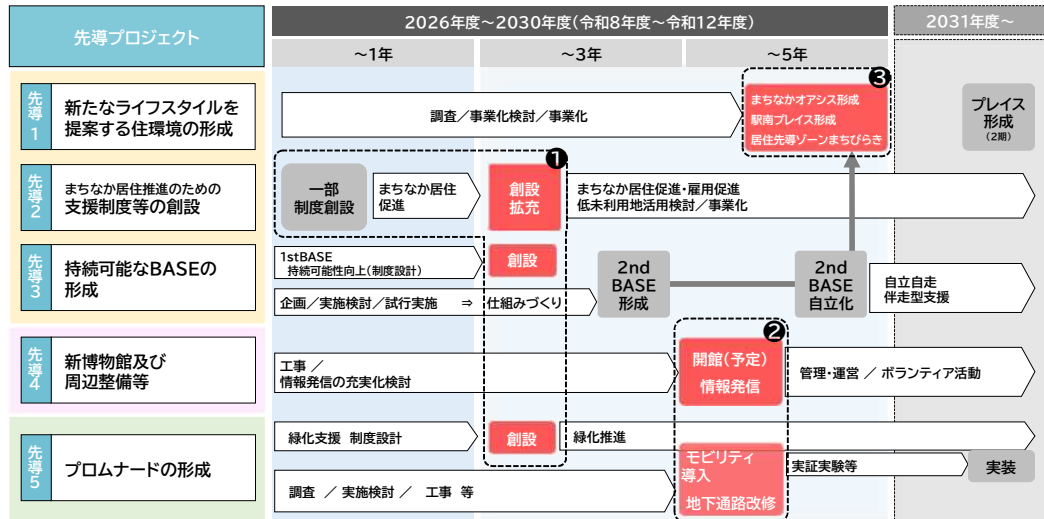 先導プロジェクト
2026年度～2030年度(令和8年度～令和12年度)
2031年度～
～1年
～3年
～5年
先導1
新たなライフスタイルを
提案する住環境の形成
調査／事業化検討／事業化
❸
まちなかオアシス形成
駅南プレイス形成
居住先導ゾーンまちびらき
プレイス
形成
(2期)
先導2
まちなか居住推進のための
支援制度等の創設
❶
一部
制度創設
まちなか居住
促進
創設
拡充
まちなか居住促進・雇用促進
低未利用地活用検討／事業化
先導3
持続可能なBASEの
形成
1stBASE
持続可能性向上(制度設計)
創設
企画／実施検討／試行実施　⇒　仕組みづくり
2nd
BASE
形成
2nd
BASE
自立化
自立自走
伴走型支援
先導4
新博物館及び
周辺整備等
工事 ／
情報発信の充実化検討
❷
開館(予定)
情報発信
管理・運営 ／ ボランティア活動
先導5
プロムナードの形成
緑化支援 制度設計
創設
緑化推進
調査 ／ 実施検討 ／　工事 等
モビリティ
導入
地下通路改修
実証実験等
実装